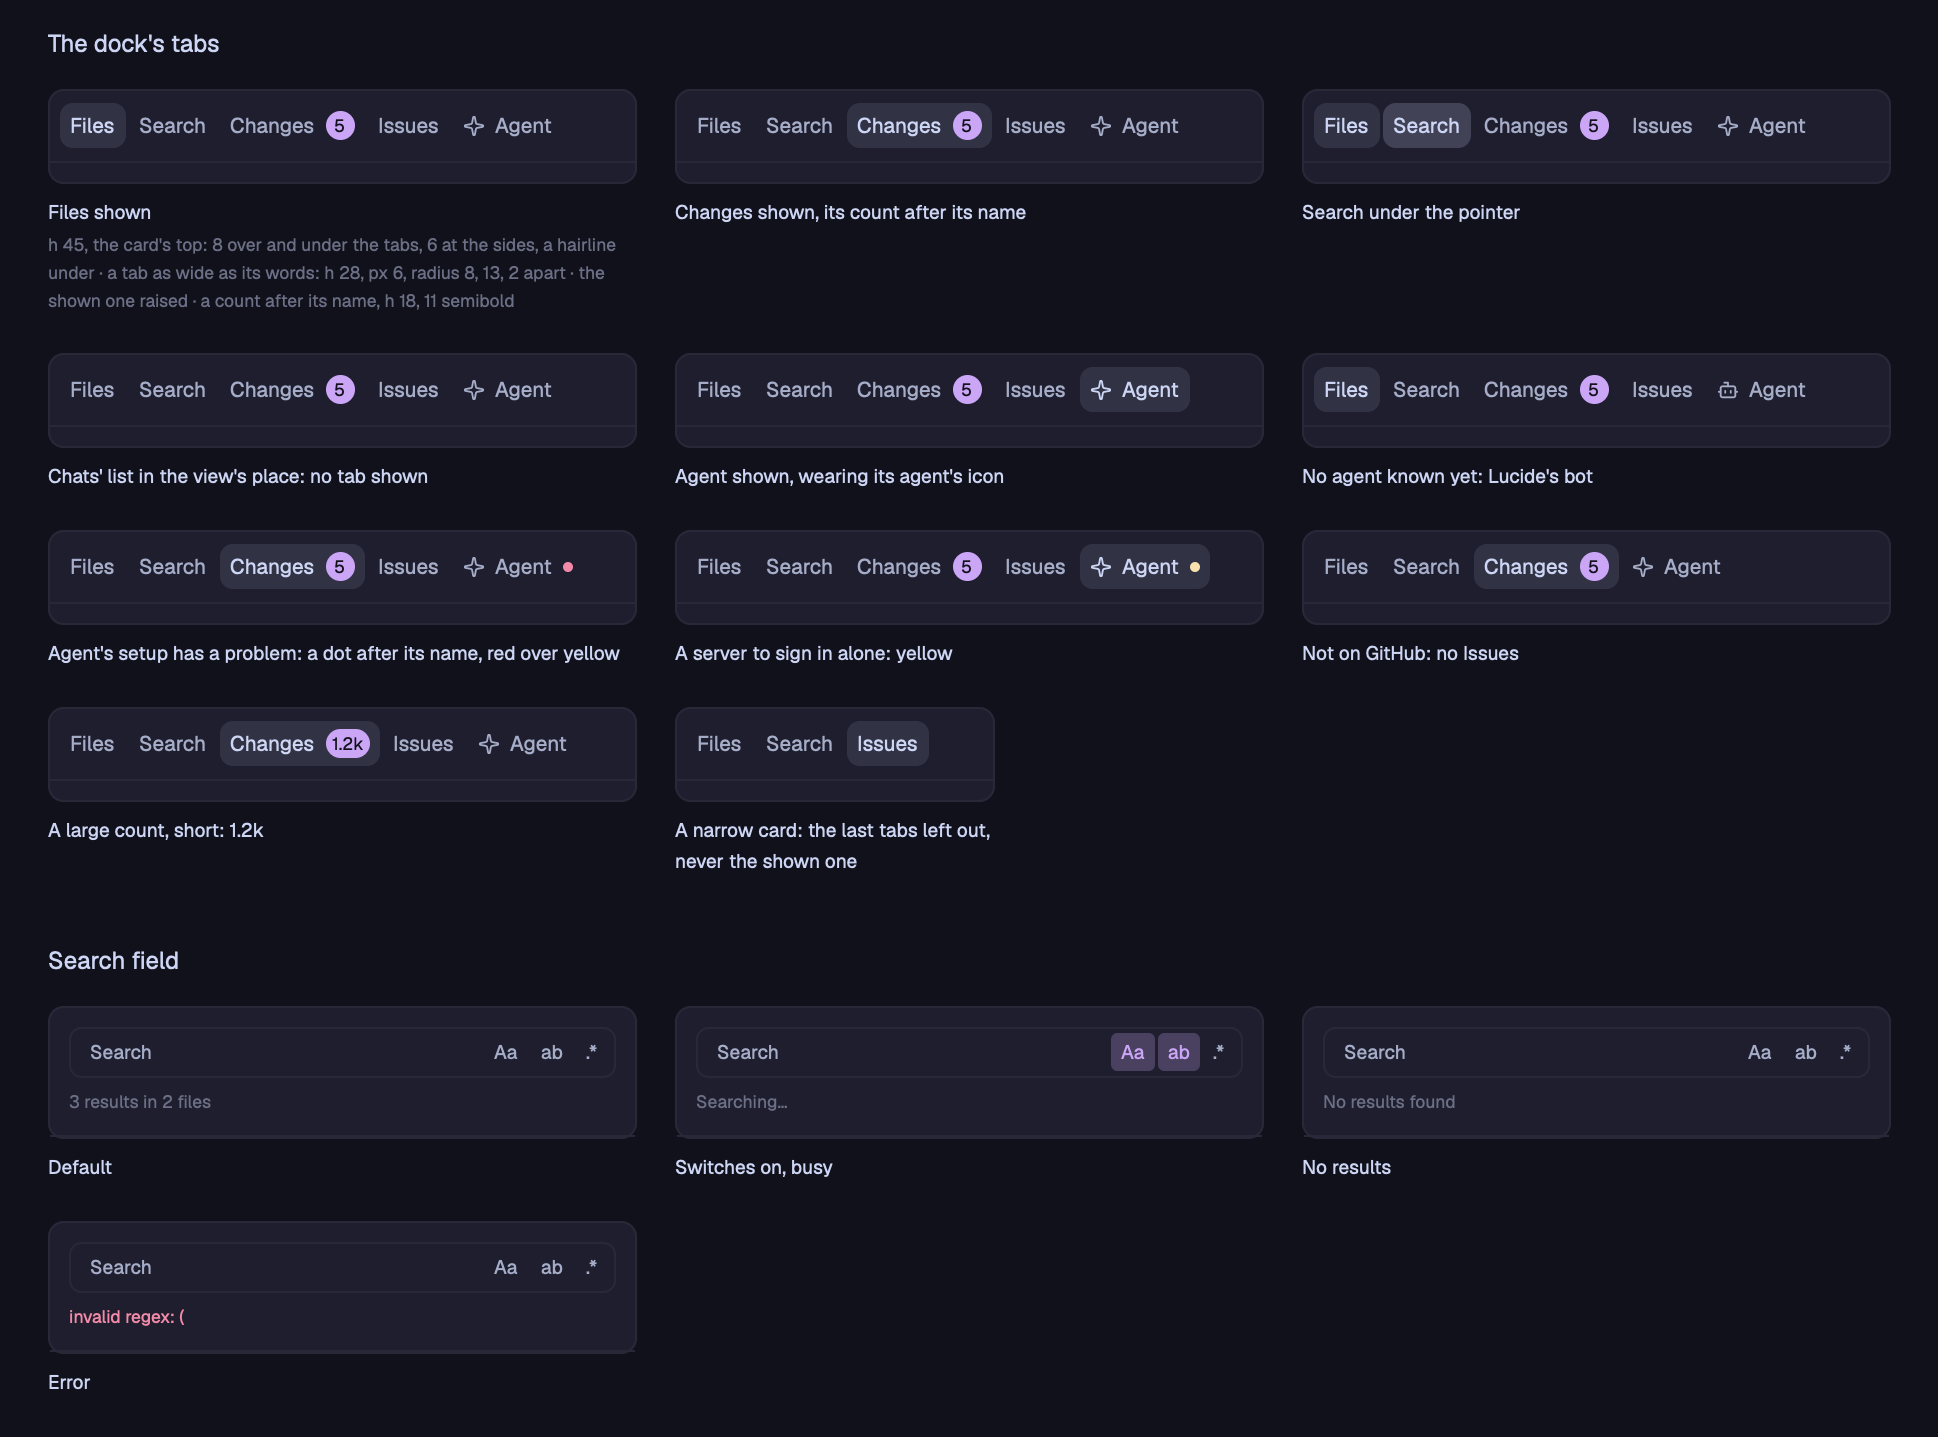 The dock's tabs
Files Search Changes 5 Issues Agent
Files Search Changes 5 Issues Agent
Files Search Changes 5 Issues Agent
Files shown
h 45, the card's top: 8 over and under the tabs, 6 at the sides, a hairline
under · a tab as wide as its words: h 28, px 6, radius 8, 13, 2 apart · the
shown one raised · a count after its name, h 18, 11 semibold
Changes shown, its count after its name
Search under the pointer
Files Search Changes 5 Issues Agent
Files Search Changes 5 Issues Agent
Files Search Changes 5 Issues Agent
Chats' list in the view's place: no tab shown
Agent shown, wearing its agent's icon
No agent known yet: Lucide's bot
Files Search Changes 5 Issues Agent
Files Search Changes 5 Issues Agent
Files Search Changes 5 Agent
Agent's setup has a problem: a dot after its name, red over yellow
A server to sign in alone: yellow
Not on GitHub: no Issues
Files Search Changes 1.2k Issues Agent
Files Search Issues
A large count, short: 1.2k
A narrow card: the last tabs left out,
never the shown one
Search field
Search Aa ab .*
3 results in 2 files
Default
Search Aa ab .*
Searching…
Switches on, busy
Search Aa ab .*
No results found
No results
Search Aa ab .*
invalid regex: (
Error